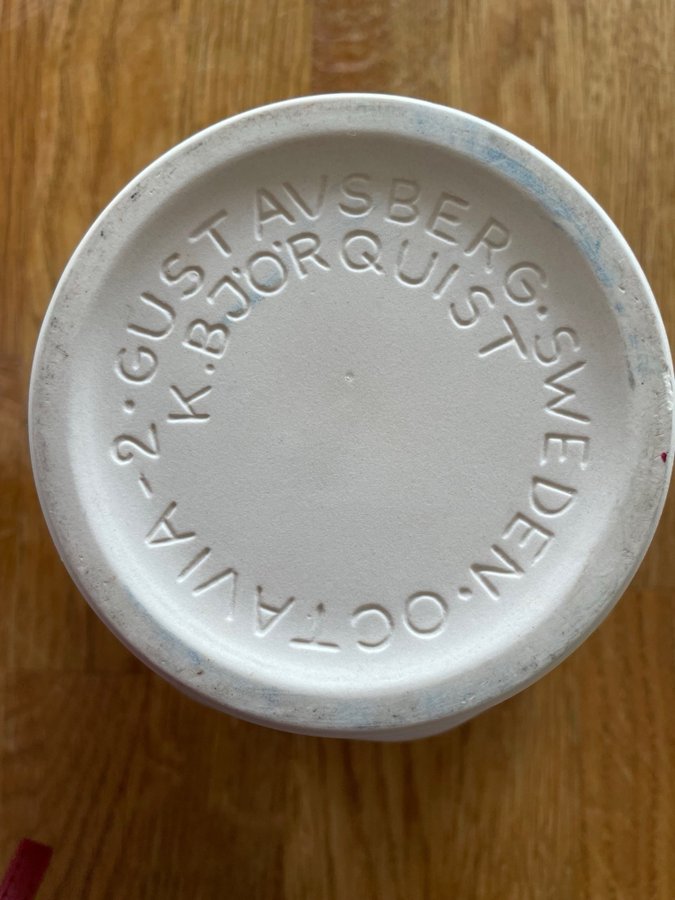 GUSTAVSBERG. SWEDEN. OCTAVIA-2.
K.BJÖRQUIST